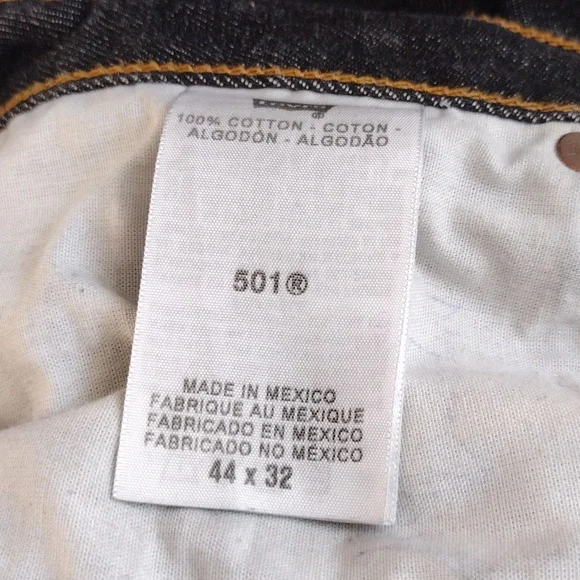 100% COTTON - COTON -
ALGODÓN - ALGODÃO
501®
MADE IN MEXICO
FABRIQUE AU MEXIQUE
FABRICADO EN MÉXICO
FABRICADO NO MÉXICO
44 x 32